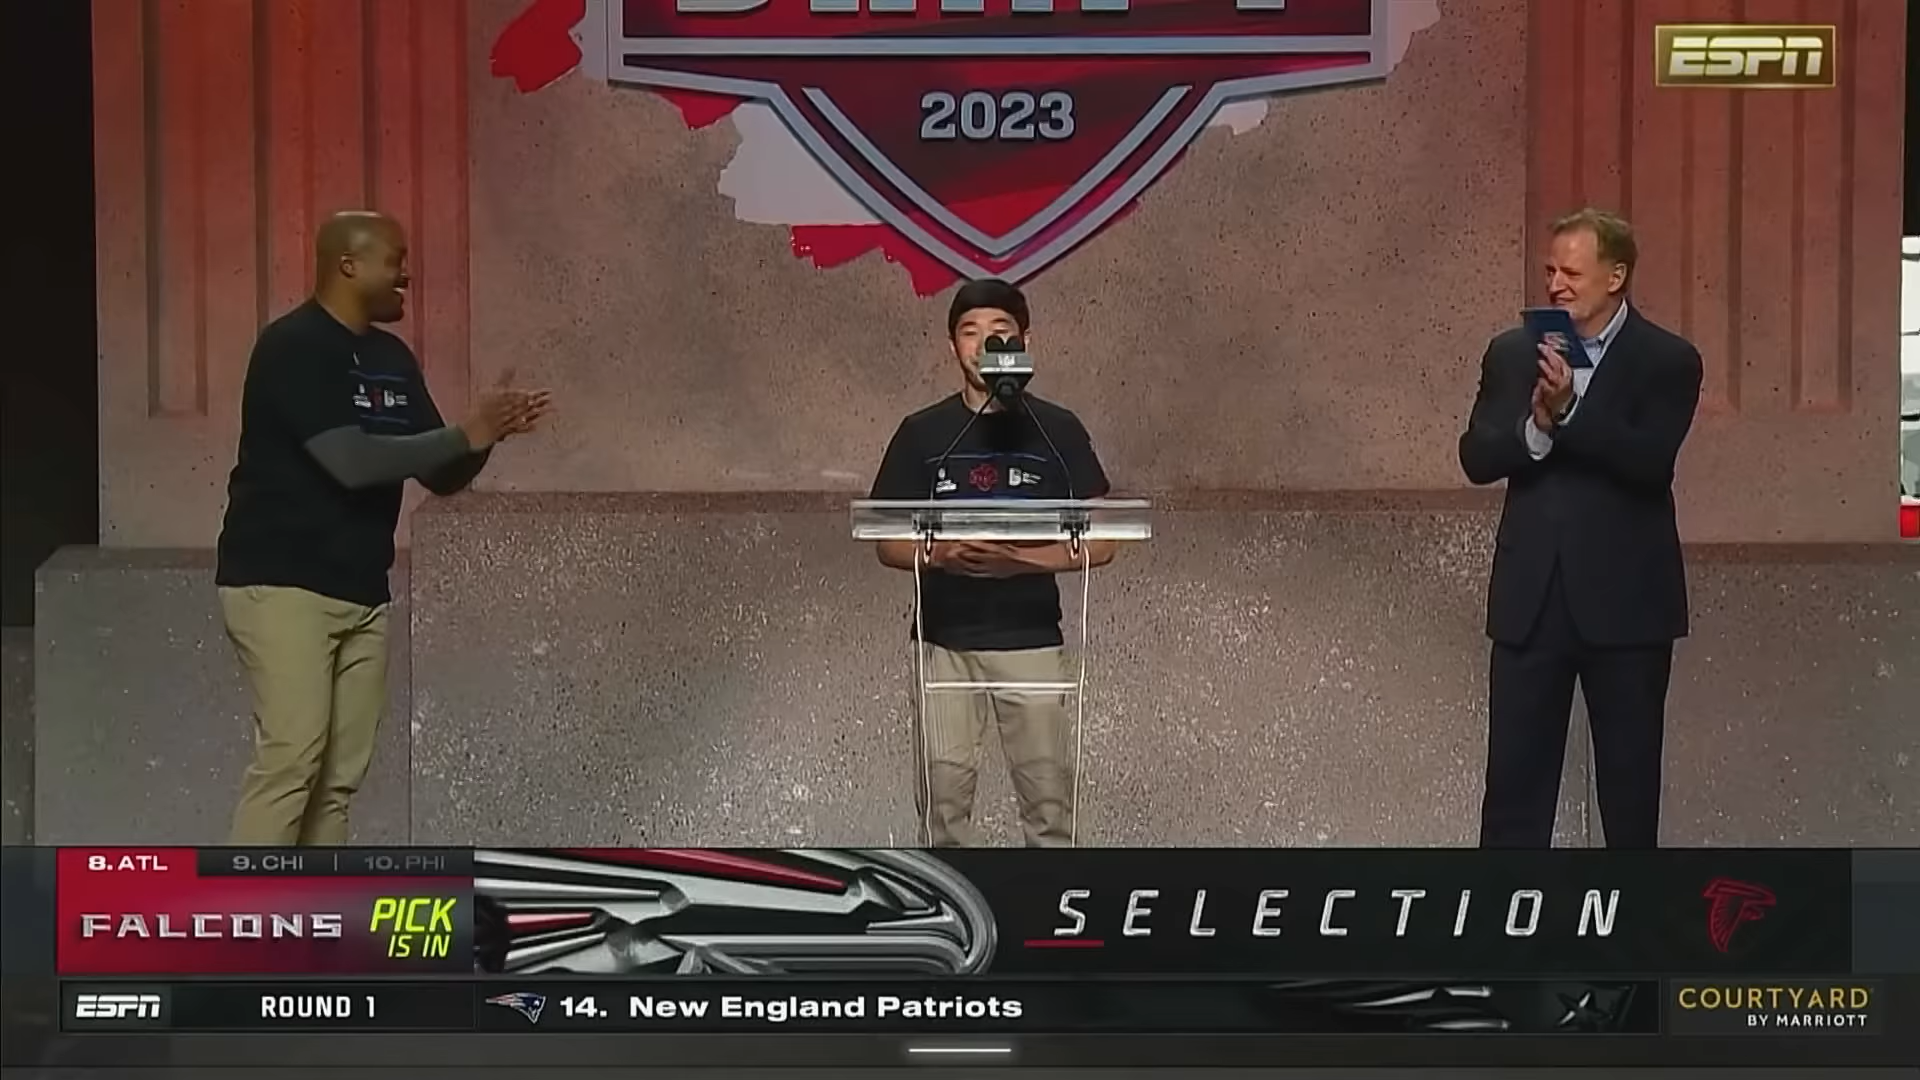 DRAFT
2023
ESPN
8. ATL
9. CHI | 10. PHI
FALCONS
PICK
IS IN
SELECTION
ESPN
ROUND 1
14. New England Patriots
COURTYARD
BY MARRIOTT